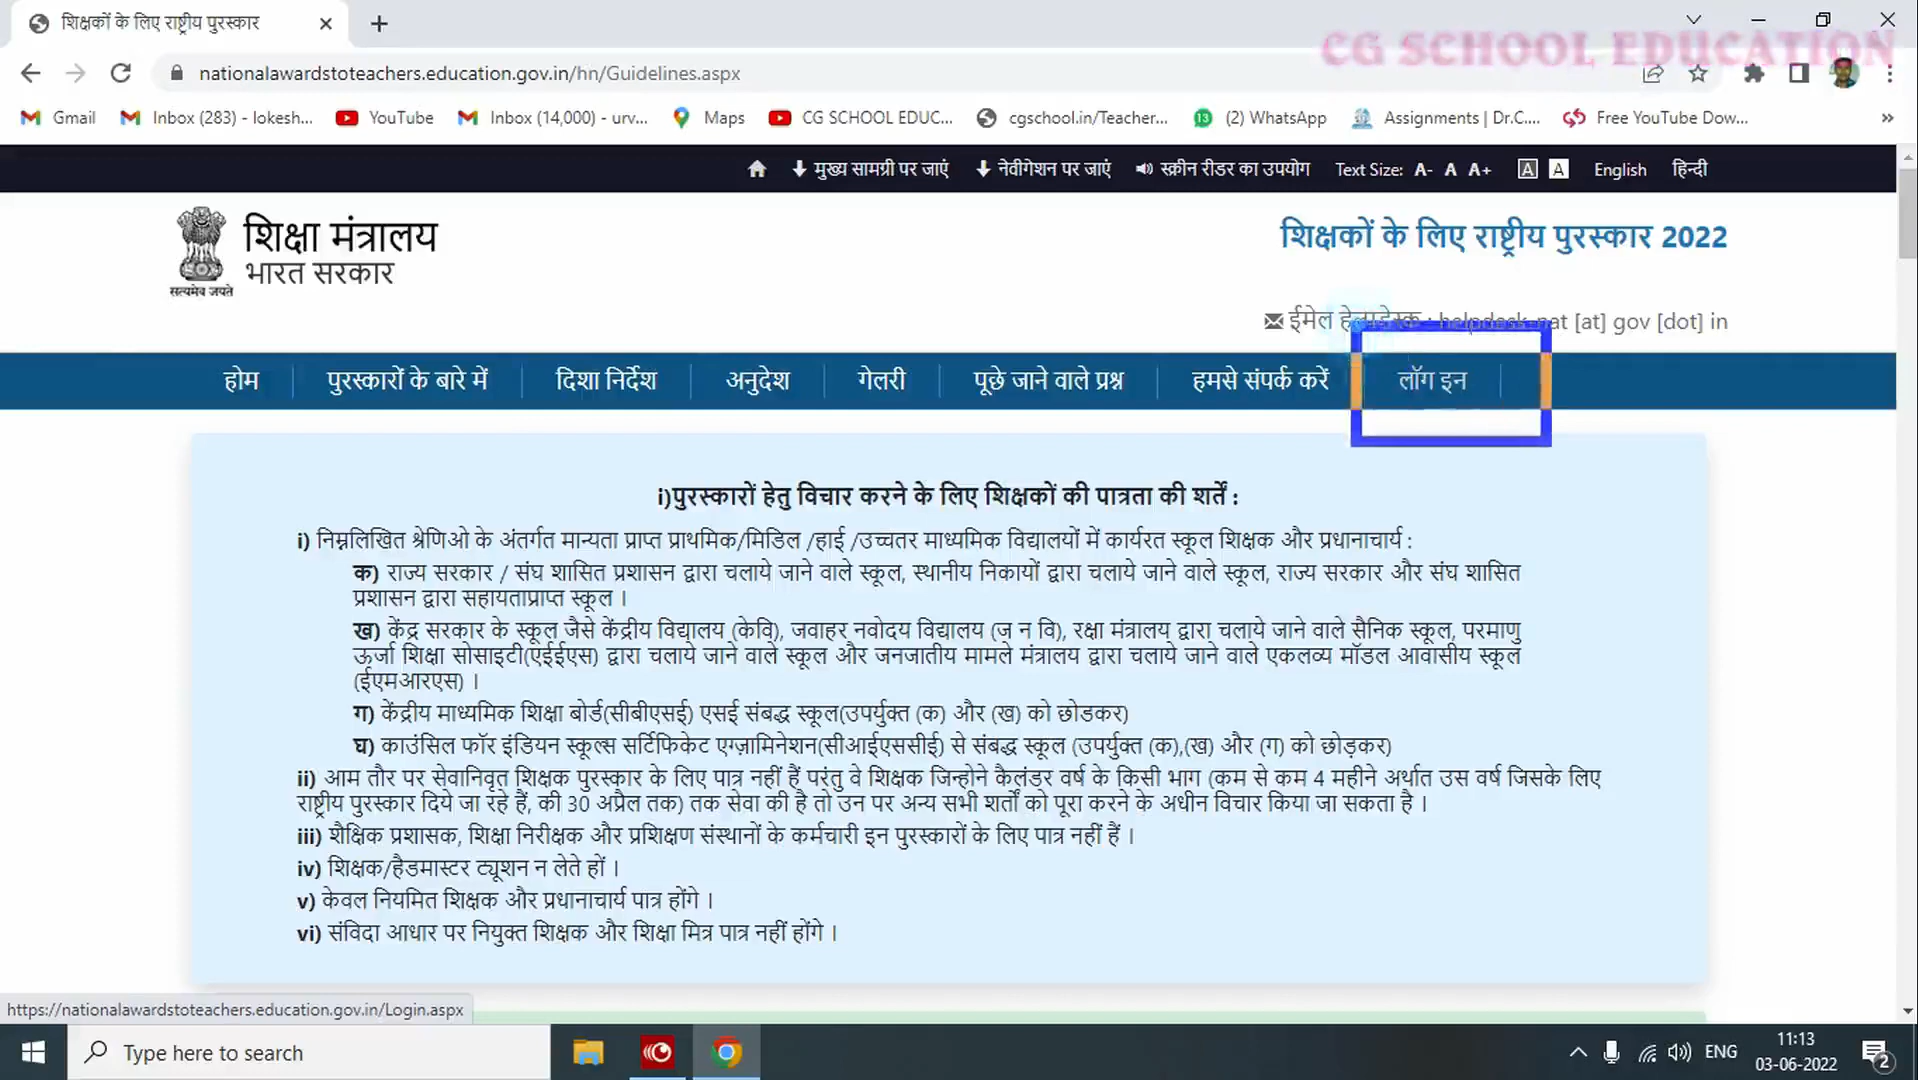 शिक्षकों के लिए राष्ट्रीय पुरस्कार
CG SCHOOL EDUCATION
nationalawardstoteachers.education.gov.in/hn/Guidelines.aspx
Gmail Inbox (283) - lokesh... YouTube Inbox (14,000) - urv... Maps CG SCHOOL EDUC... cgschool.in/Teacher... 13 (2) WhatsApp Assignments | Dr.C.... Free YouTube Dow... »
मुख्य सामग्री पर जाएं नेवीगेशन पर जाएं स्क्रीन रीडर का उपयोग Text Size: A- A A+ A A English हिन्दी
शिक्षा मंत्रालय
भारत सरकार
सत्यमेव जयते
शिक्षकों के लिए राष्ट्रीय पुरस्कार 2022
ईमेल हेल्पडेस्क : helpdesk-nat [at] gov [dot] in
होम पुरस्कारों के बारे में दिशा निर्देश अनुदेश गेलरी पूछे जाने वाले प्रश्न हमसे संपर्क करें लॉग इन
i)पुरस्कारों हेतु विचार करने के लिए शिक्षकों की पात्रता की शर्तें :
i) निम्नलिखित श्रेणिओ के अंतर्गत मान्यता प्राप्त प्राथमिक/मिडिल /हाई /उच्चतर माध्यमिक विद्यालयों में कार्यरत स्कूल शिक्षक और प्रधानाचार्य :
क) राज्य सरकार / संघ शासित प्रशासन द्वारा चलाये जाने वाले स्कूल, स्थानीय निकायों द्वारा चलाये जाने वाले स्कूल, राज्य सरकार और संघ शासित
प्रशासन द्वारा सहायताप्राप्त स्कूल ।
ख) केंद्र सरकार के स्कूल जैसे केंद्रीय विद्यालय (केवि), जवाहर नवोदय विद्यालय (ज न वि), रक्षा मंत्रालय द्वारा चलाये जाने वाले सैनिक स्कूल, परमाणु
ऊर्जा शिक्षा सोसाइटी(एईईएस) द्वारा चलाये जाने वाले स्कूल और जनजातीय मामले मंत्रालय द्वारा चलाये जाने वाले एकलव्य मॉडल आवासीय स्कूल
(ईएमआरएस) ।
ग) केंद्रीय माध्यमिक शिक्षा बोर्ड(सीबीएसई) एसई संबद्ध स्कूल(उपर्युक्त (क) और (ख) को छोडकर)
घ) काउंसिल फॉर इंडियन स्कूल्स सर्टिफिकेट एग्ज़ामिनेशन(सीआईएससीई) से संबद्ध स्कूल (उपर्युक्त (क),(ख) और (ग) को छोड़कर)
ii) आम तौर पर सेवानिवृत शिक्षक पुरस्कार के लिए पात्र नहीं हैं परंतु वे शिक्षक जिन्होने कैलंडर वर्ष के किसी भाग (कम से कम 4 महीने अर्थात उस वर्ष जिसके लिए
राष्ट्रीय पुरस्कार दिये जा रहे हैं, की 30 अप्रैल तक) तक सेवा की है तो उन पर अन्य सभी शर्तों को पूरा करने के अधीन विचार किया जा सकता है ।
iii) शैक्षिक प्रशासक, शिक्षा निरीक्षक और प्रशिक्षण संस्थानों के कर्मचारी इन पुरस्कारों के लिए पात्र नहीं हैं ।
iv) शिक्षक/हैडमास्टर ट्यूशन न लेते हों ।
v) केवल नियमित शिक्षक और प्रधानाचार्य पात्र होंगे ।
vi) संविदा आधार पर नियुक्त शिक्षक और शिक्षा मित्र पात्र नहीं होंगे ।
https://nationalawardstoteachers.education.gov.in/Login.aspx
Type here to search
ENG
11:13
03-06-2022
2